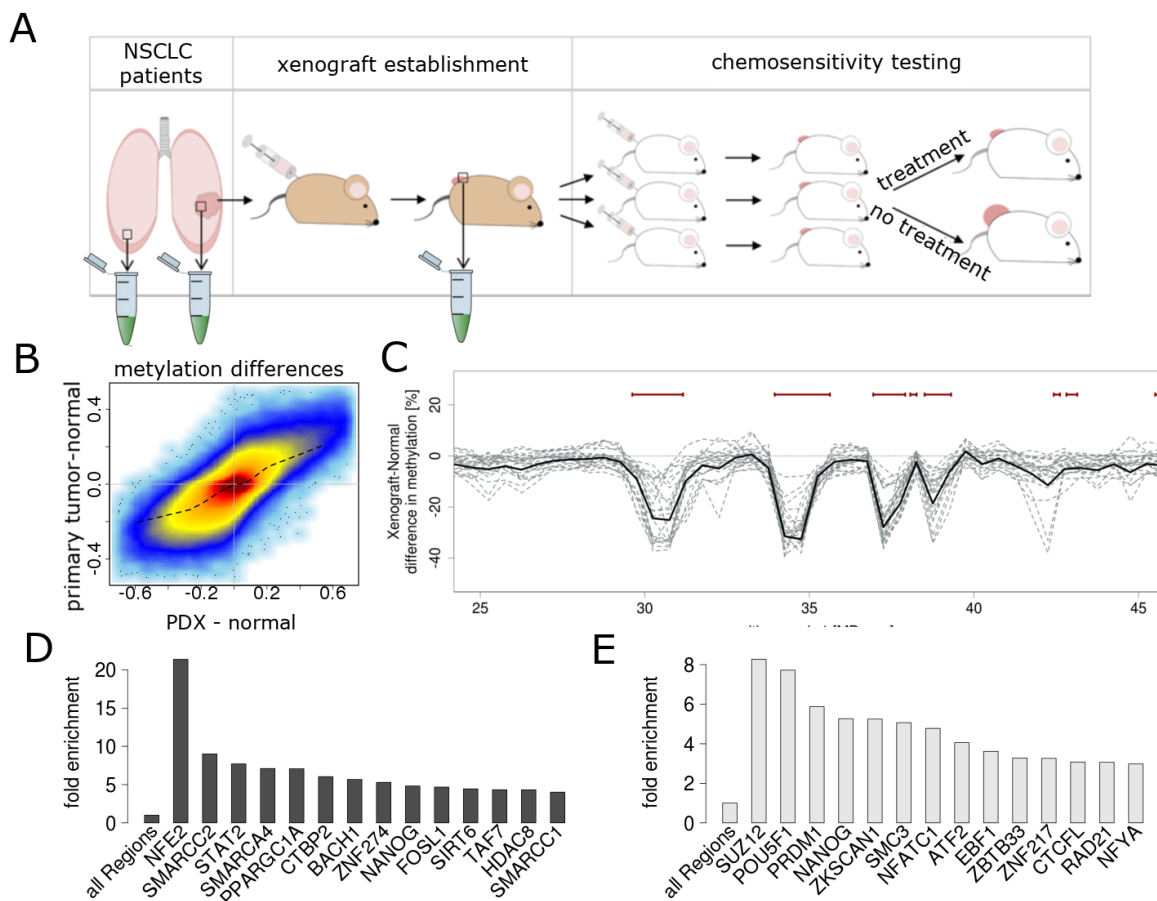 A
NSCLC
patients
xenograft establishment
chemosensitivity testing
treatment
no treatment
B
metylation differences
primary tumor-normal
0.4
0.0
-0.4
-0.6
-0.2
0.2
0.6
PDX - normal
C
Xenograft-Normal
difference in methylation [%]
20
0
-20
-40
25
30
35
40
45
D
fold enrichment
20
15
10
5
0
all Regions
NFE2
SMARCC2
STAT2
SMARCA4
PPARGC1A
CTBP2
BACH1
ZNF274
NANOG
FOSL1
SIRT6
TAF7
HDAC8
SMARCC1
E
fold enrichment
8
6
4
2
0
all Regions
SUZ12
POU5F1
PRDM1
NANOG
ZKSCAN1
SMC3
NFATC1
ATF2
EBF1
ZBTB33
ZNF217
CTCFL
RAD21
NFYA